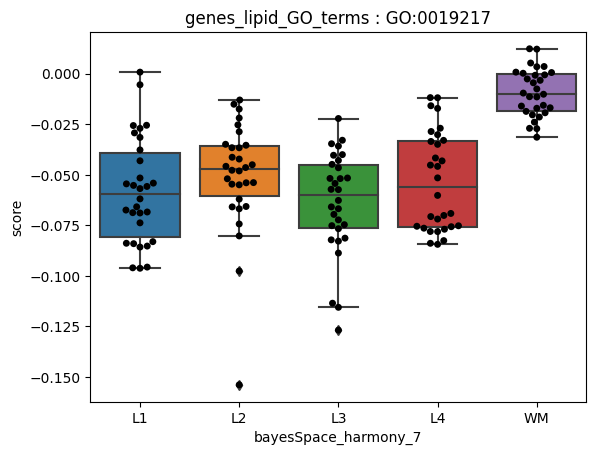 genes_lipid_GO_terms : GO:0019217
0.000
−0.025
−0.050
−0.075
−0.100
−0.125
−0.150
score
L1 L2 L3 L4 WM
bayesSpace_harmony_7